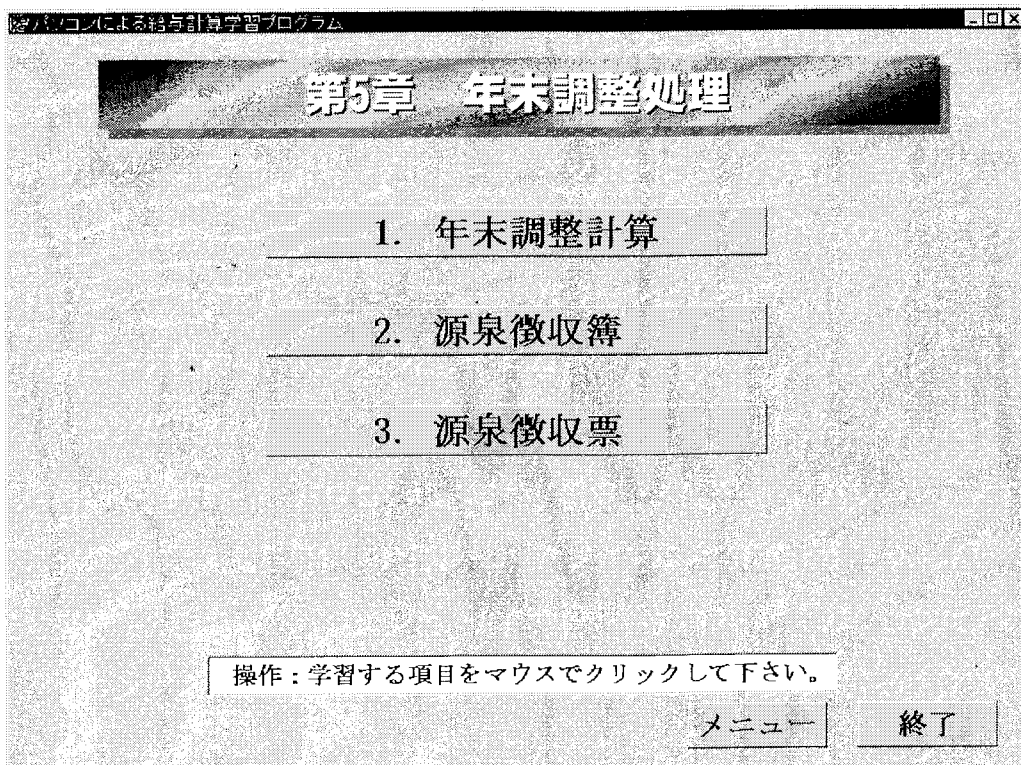 パソコンによる給与計算学習プログラム
第5章 年末調整処理
1. 年末調整計算
2. 源泉徴収簿
3. 源泉徴収票
操作:学習する項目をマウスでクリックして下さい。
メニュー 終了